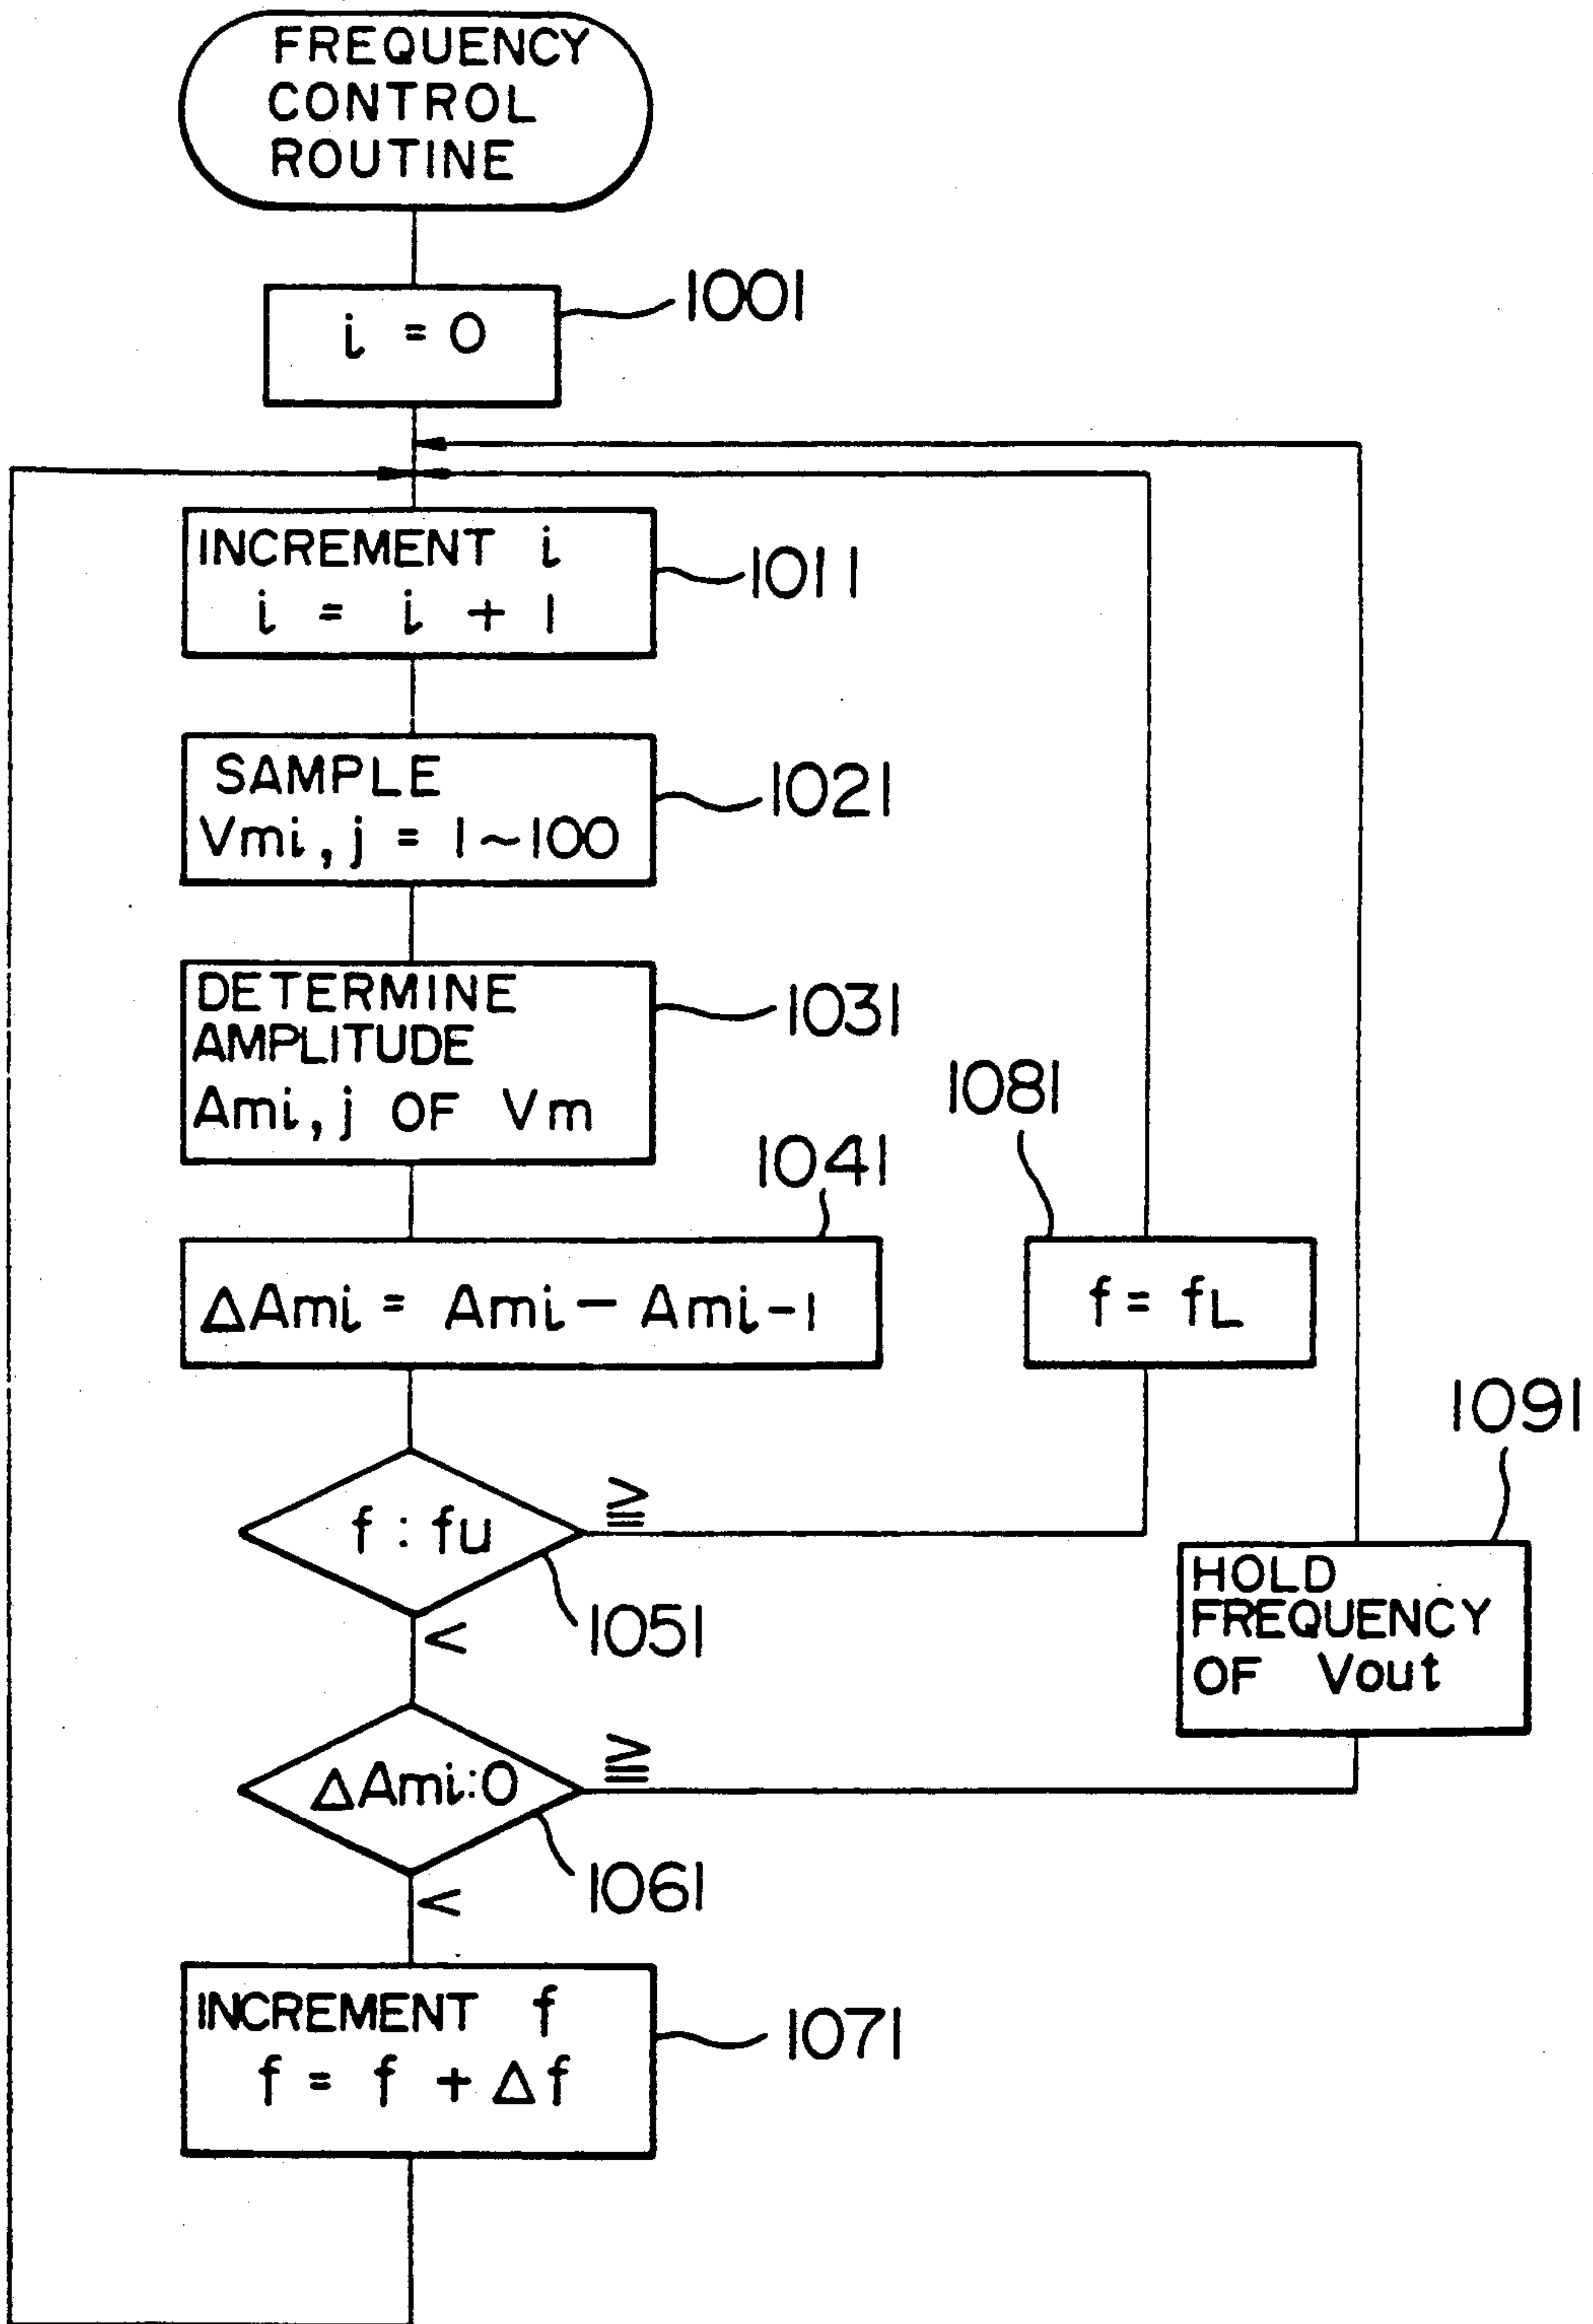 FREQUENCY
CONTROL
ROUTINE
i = 0
1001
INCREMENT i
i = i + 1
1011
SAMPLE
Vmi, j = 1~100
1021
DETERMINE
AMPLITUDE
Ami, j OF Vm
1031
1041
ΔAmi = Ami − Ami-1
1081
f = fL
f : fu
≧
1051
<
1091
HOLD
FREQUENCY
OF Vout
ΔAmi:0
≧
1061
<
INCREMENT f
f = f + Δf
1071